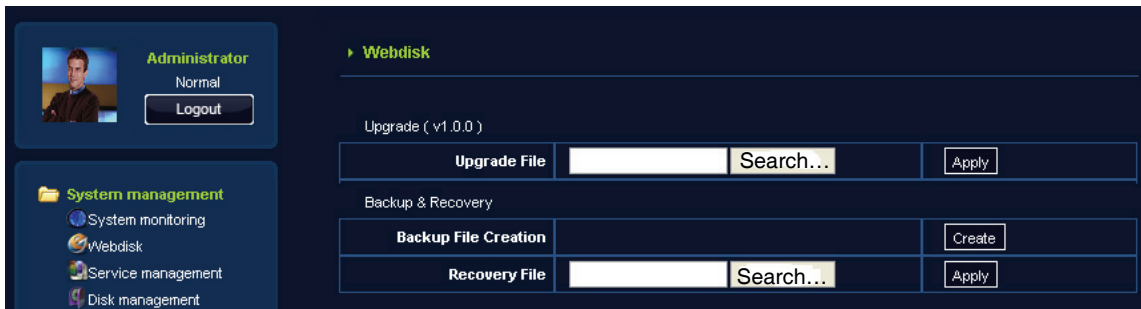 Administrator
Normal
Logout
System management
System monitoring
Webdisk
Service management
Disk management
Webdisk
Upgrade ( v1.0.0 )
Upgrade File Search... Apply
Backup & Recovery
Backup File Creation Create
Recovery File Search... Apply